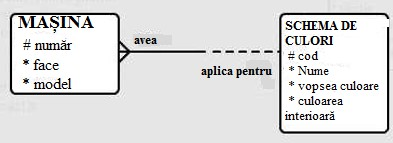 MAȘINA
# număr
* face
* model
avea
aplica pentru
SCHEMA DE
CULORI
# cod
* Nume
* vopsea culoare
* culoarea
interioară